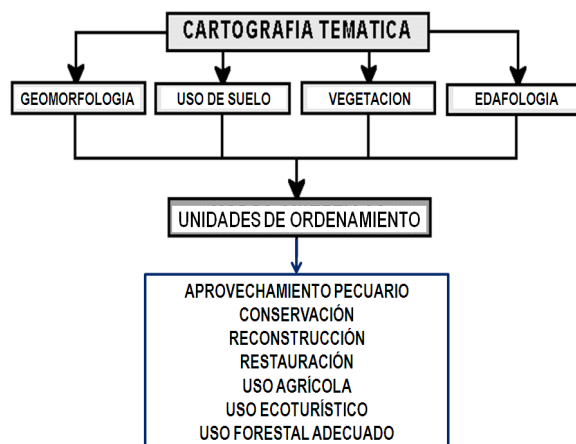 CARTOGRAFIA TEMATICA
GEOMORFOLOGIA
USO DE SUELO
VEGETACION
EDAFOLOGIA
UNIDADES DE ORDENAMIENTO
APROVECHAMIENTO PECUARIO
CONSERVACIÓN
RECONSTRUCCIÓN
RESTAURACIÓN
USO AGRÍCOLA
USO ECOTURÍSTICO
USO FORESTAL ADECUADO